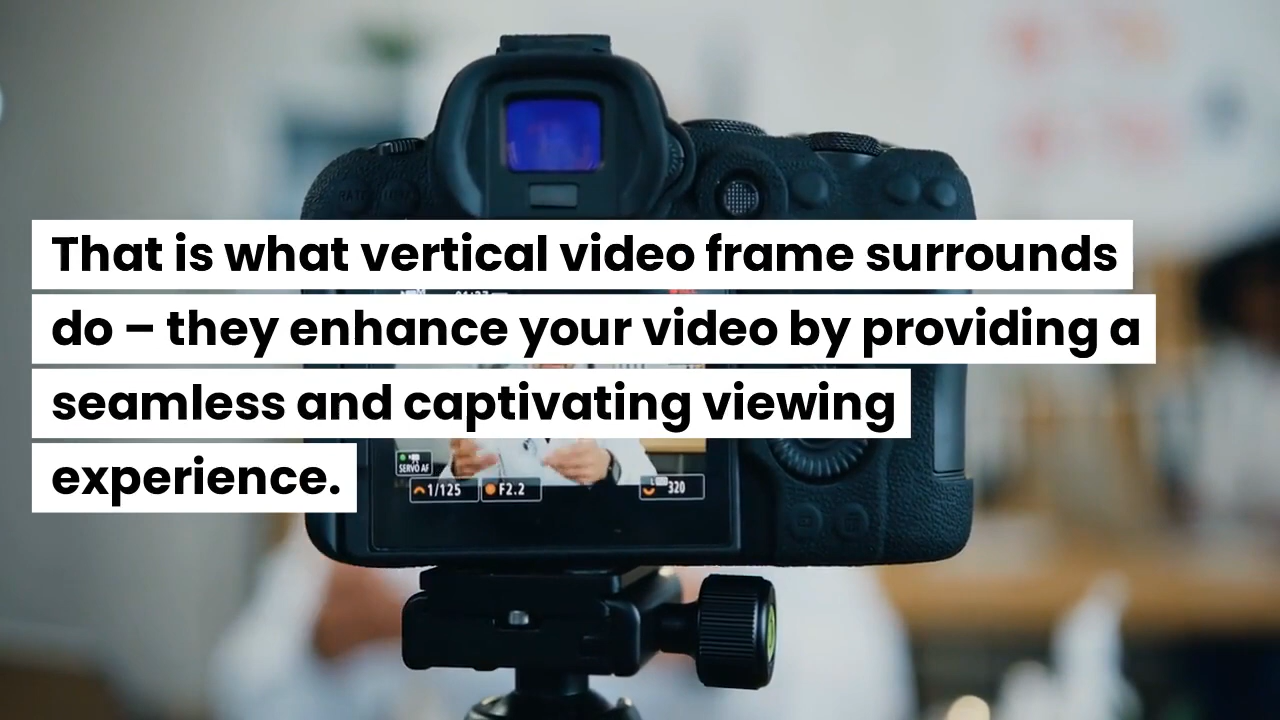 That is what vertical video frame surrounds
do – they enhance your video by providing a
seamless and captivating viewing
experience.
SERVO AF
1/125 F2.2 320